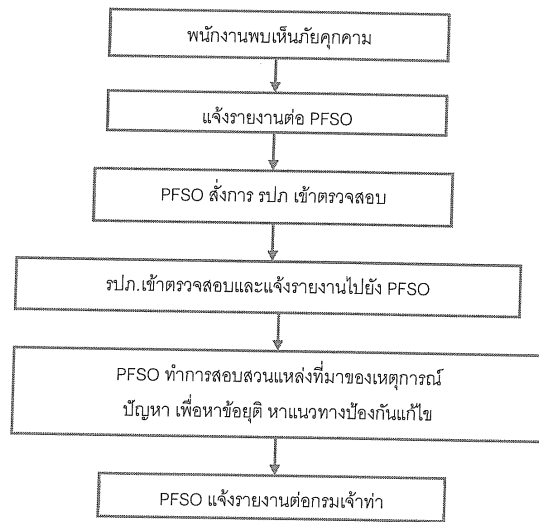 พนักงานพบเห็นภัยคุกคาม
แจ้งรายงานต่อ PFSO
PFSO สั่งการ รปภ เข้าตรวจสอบ
รปภ.เข้าตรวจสอบและแจ้งรายงานไปยัง PFSO
PFSO ทำการสอบสวนแหล่งที่มาของเหตุการณ์
ปัญหา เพื่อหาข้อยุติ หาแนวทางป้องกันแก้ไข
PFSO แจ้งรายงานต่อกรมเจ้าท่า